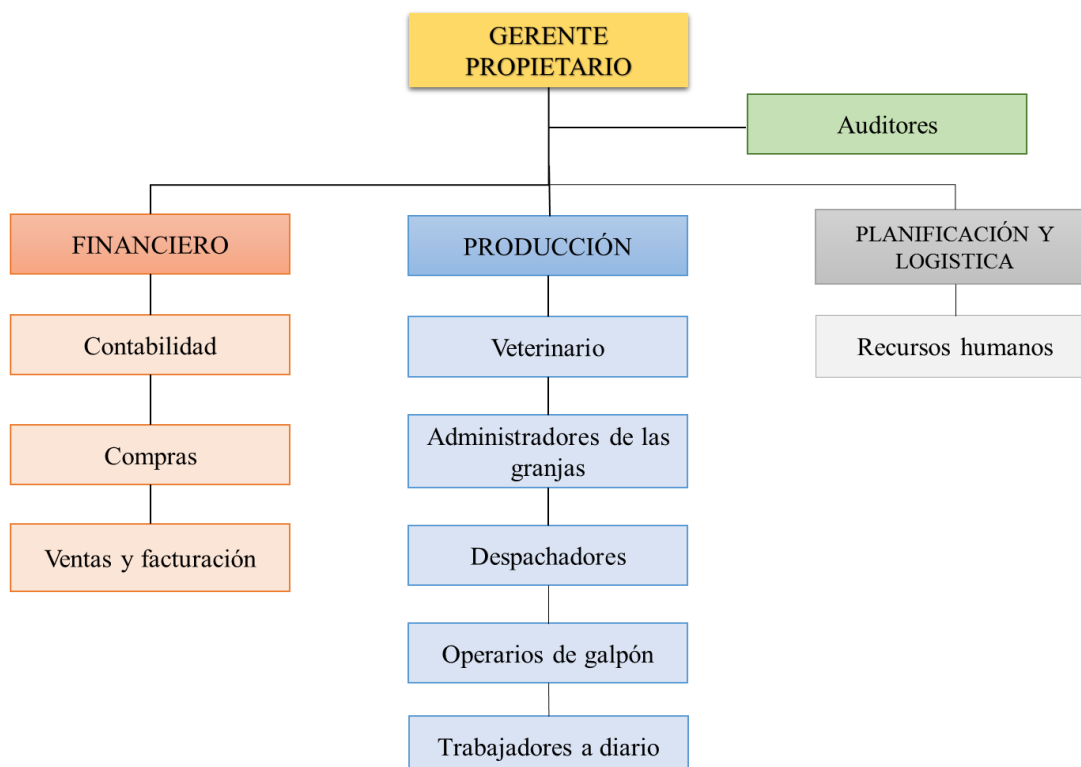 GERENTE
PROPIETARIO
Auditores
FINANCIERO
PRODUCCIÓN
PLANIFICACIÓN Y
LOGISTICA
Contabilidad
Veterinario
Recursos humanos
Compras
Administradores de las
granjas
Ventas y facturación
Despachadores
Operarios de galpón
Trabajadores a diario